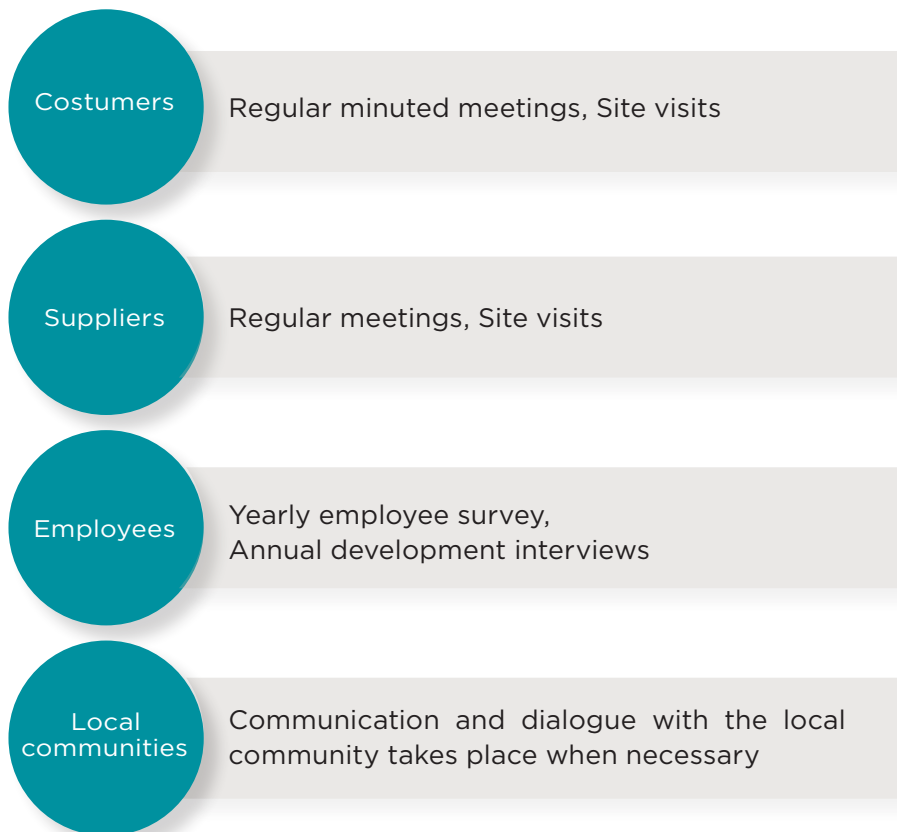 Costumers
Regular minuted meetings, Site visits
Suppliers
Regular meetings, Site visits
Employees
Yearly employee survey,
Annual development interviews
Local
communities
Communication and dialogue with the local
community takes place when necessary